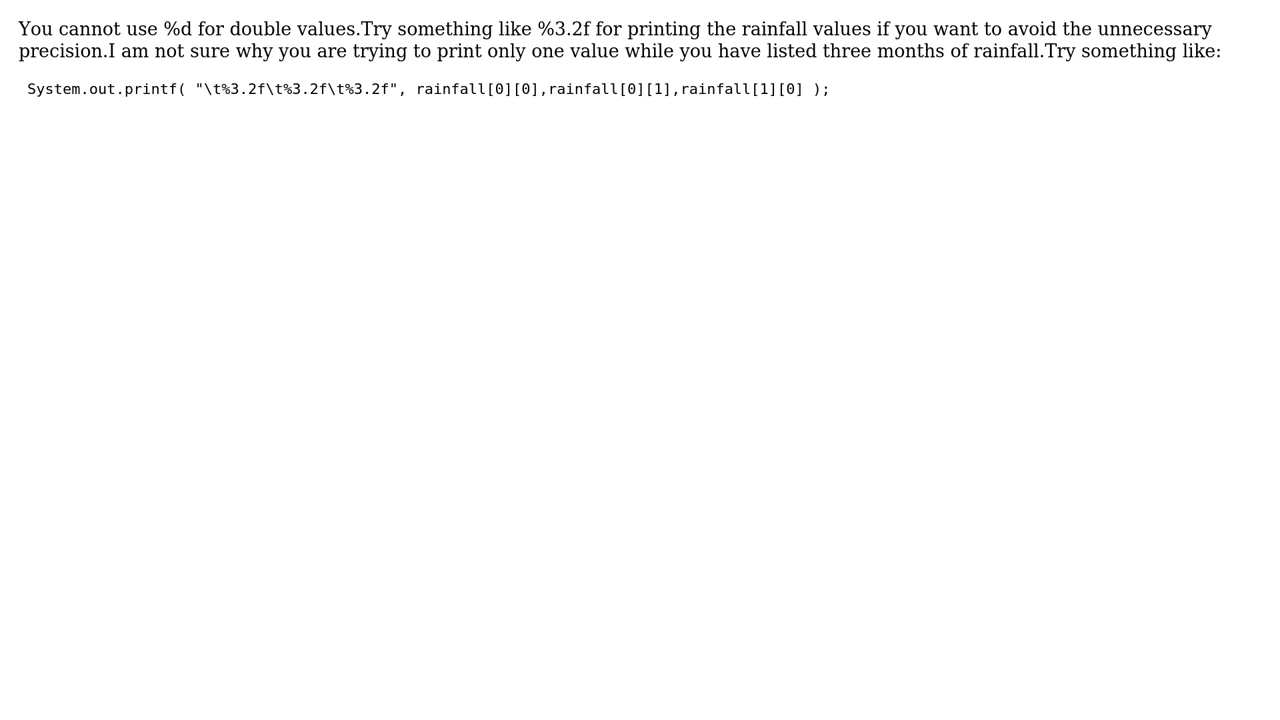 You cannot use %d for double values.Try something like %3.2f for printing the rainfall values if you want to avoid the unnecessary
precision.I am not sure why you are trying to print only one value while you have listed three months of rainfall.Try something like:
System.out.printf( "\t%3.2f\t%3.2f\t%3.2f", rainfall[0][0],rainfall[0][1],rainfall[1][0] );